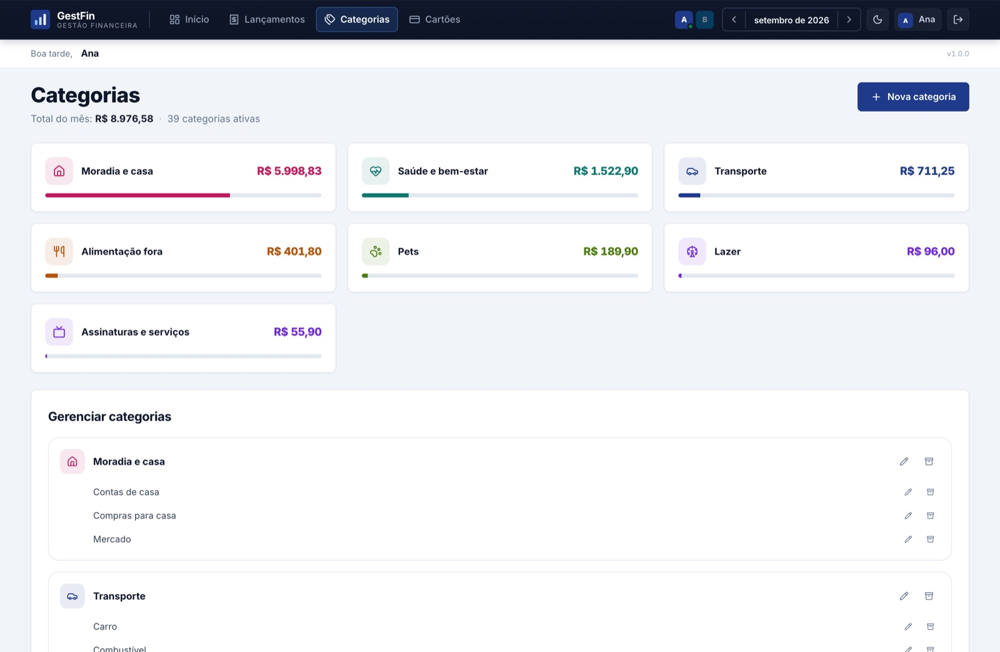 GestFin
GESTÃO FINANCEIRA
Início
Lançamentos
Categorias
Cartões
A
B
setembro de 2026
A
Ana
Boa tarde, Ana
v1.0.0
Categorias
Total do mês: R$ 8.976,58 · 39 categorias ativas
+ Nova categoria
Moradia e casa
R$ 5.998,83
Saúde e bem-estar
R$ 1.522,90
Transporte
R$ 711,25
Alimentação fora
R$ 401,80
Pets
R$ 189,90
Lazer
R$ 96,00
Assinaturas e serviços
R$ 55,90
Gerenciar categorias
Moradia e casa
Contas de casa
Compras para casa
Mercado
Transporte
Carro
Combustível